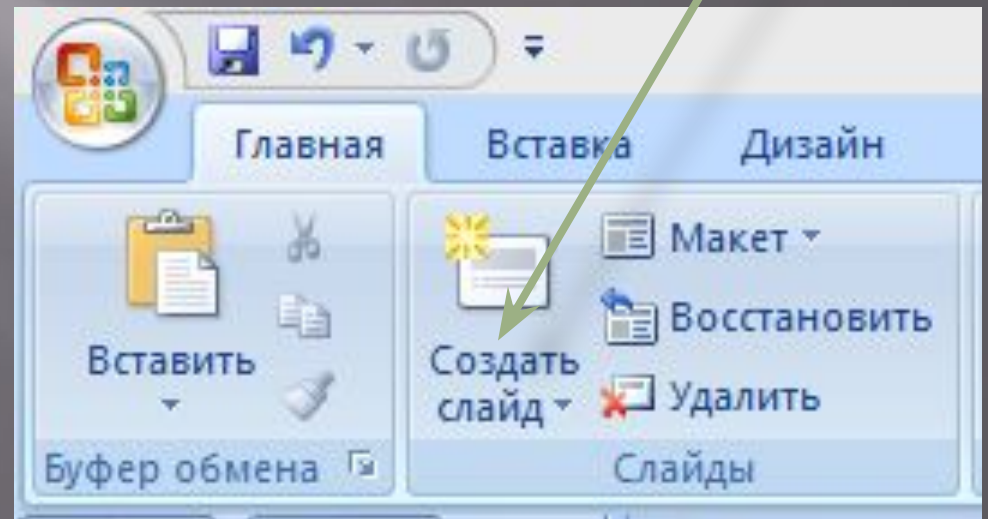 Главная Вставка Дизайн
Вставить
Создать
слайд
Макет
Восстановить
Удалить
Буфер обмена Слайды